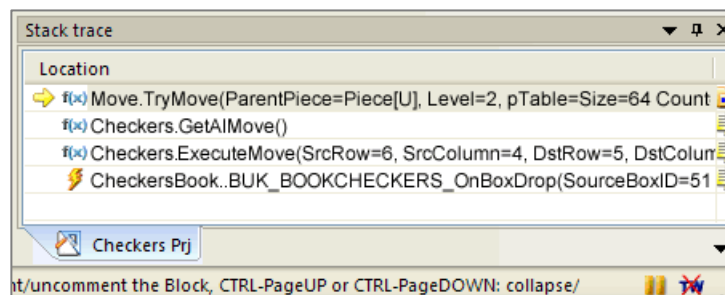 Stack trace
Location
f(x) Move.TryMove(ParentPiece=Piece[U], Level=2, pTable=Size=64 Count
f(x) Checkers.GetAIMove()
f(x) Checkers.ExecuteMove(SrcRow=6, SrcColumn=4, DstRow=5, DstColum
CheckersBook..BUK_BOOKCHECKERS_OnBoxDrop(SourceBoxID=51
Checkers Prj
nt/uncomment the Block, CTRL-PageUP or CTRL-PageDOWN: collapse/ TW